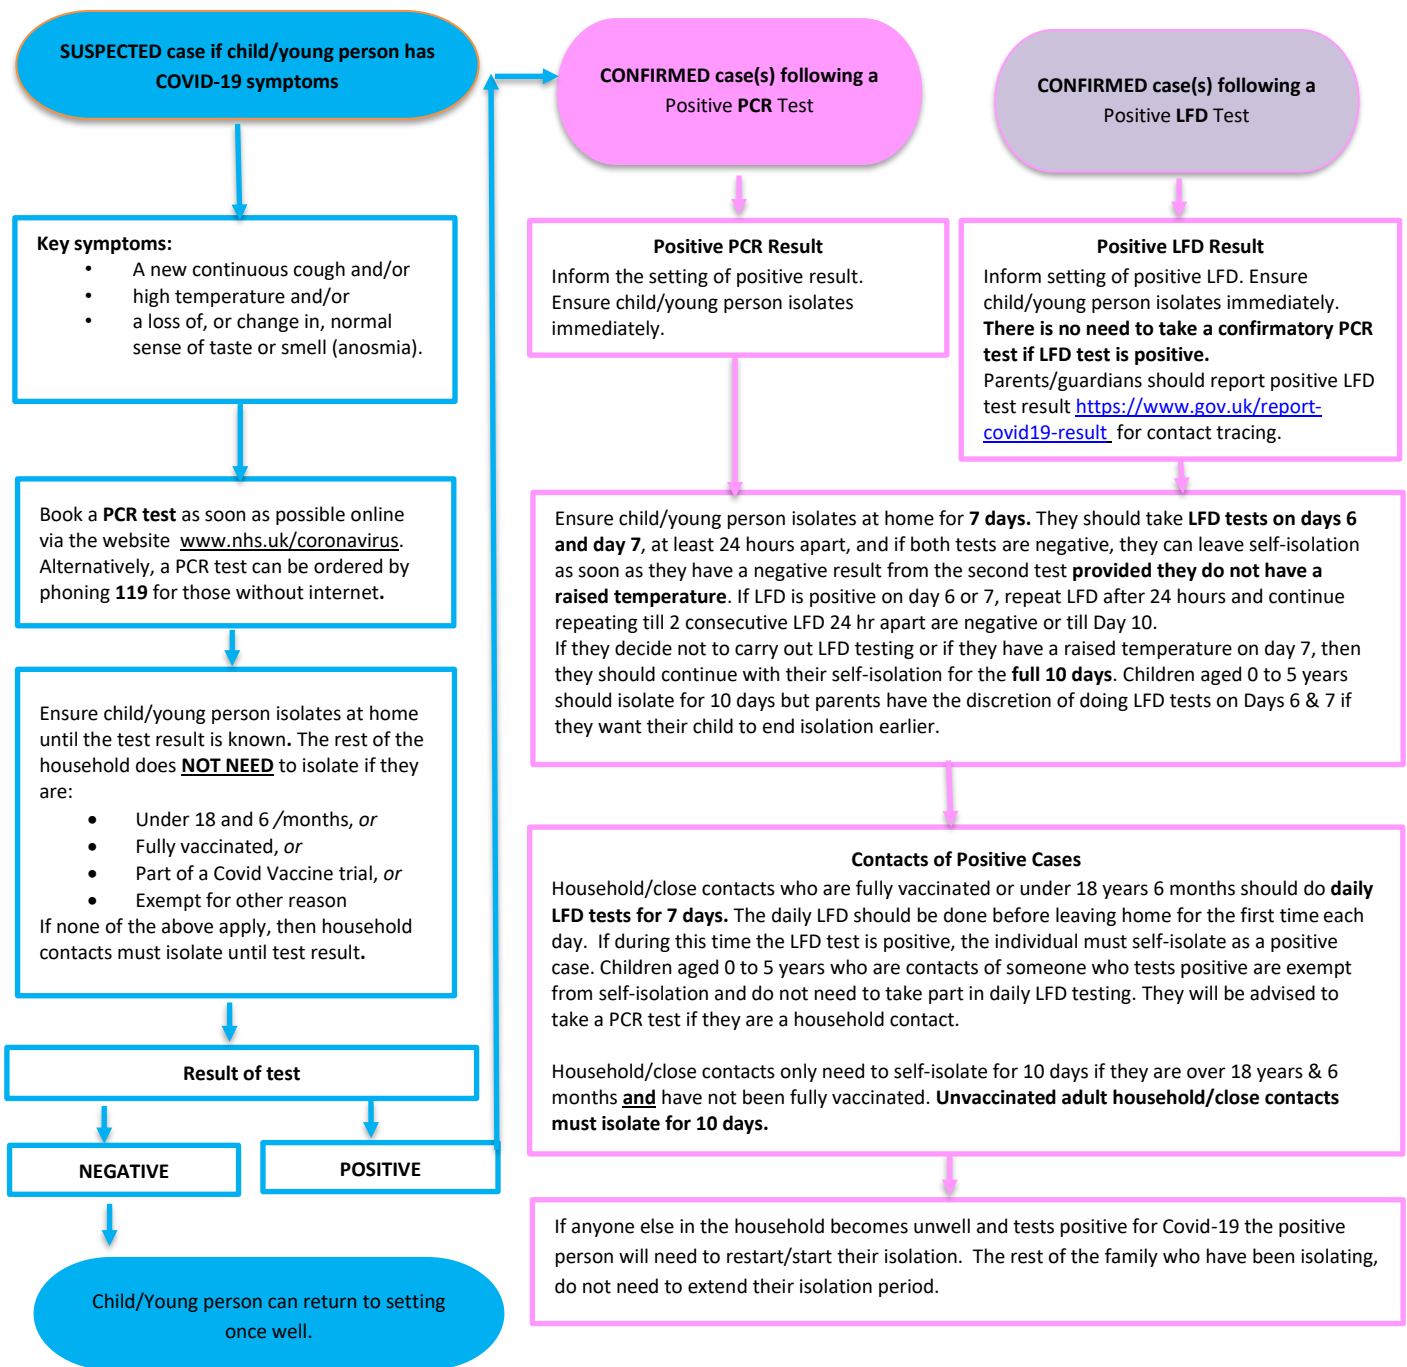 SUSPECTED case if child/young person has
COVID-19 symptoms
Key symptoms:
• A new continuous cough and/or
• high temperature and/or
• a loss of, or change in, normal
sense of taste or smell (anosmia).
Book a PCR test as soon as possible online
via the website www.nhs.uk/coronavirus.
Alternatively, a PCR test can be ordered by
phoning 119 for those without internet.
Ensure child/young person isolates at home
until the test result is known. The rest of the
household does NOT NEED to isolate if they
are:
• Under 18 and 6 /months, or
• Fully vaccinated, or
• Part of a Covid Vaccine trial, or
• Exempt for other reason
If none of the above apply, then household
contacts must isolate until test result.
Result of test
NEGATIVE
POSITIVE
Child/Young person can return to setting
once well.
CONFIRMED case(s) following a
Positive PCR Test
Positive PCR Result
Inform the setting of positive result.
Ensure child/young person isolates
immediately.
CONFIRMED case(s) following a
Positive LFD Test
Positive LFD Result
Inform setting of positive LFD. Ensure
child/young person isolates immediately.
There is no need to take a confirmatory PCR
test if LFD test is positive.
Parents/guardians should report positive LFD
test result https://www.gov.uk/report-
covid19-result for contact tracing.
Ensure child/young person isolates at home for 7 days. They should take LFD tests on days 6
and day 7, at least 24 hours apart, and if both tests are negative, they can leave self-isolation
as soon as they have a negative result from the second test provided they do not have a
raised temperature. If LFD is positive on day 6 or 7, repeat LFD after 24 hours and continue
repeating till 2 consecutive LFD 24 hr apart are negative or till Day 10.
If they decide not to carry out LFD testing or if they have a raised temperature on day 7, then
they should continue with their self-isolation for the full 10 days. Children aged 0 to 5 years
should isolate for 10 days but parents have the discretion of doing LFD tests on Days 6 & 7 if
they want their child to end isolation earlier.
Contacts of Positive Cases
Household/close contacts who are fully vaccinated or under 18 years 6 months should do daily
LFD tests for 7 days. The daily LFD should be done before leaving home for the first time each
day. If during this time the LFD test is positive, the individual must self-isolate as a positive
case. Children aged 0 to 5 years who are contacts of someone who tests positive are exempt
from self-isolation and do not need to take part in daily LFD testing. They will be advised to
take a PCR test if they are a household contact.
Household/close contacts only need to self-isolate for 10 days if they are over 18 years & 6
months and have not been fully vaccinated. Unvaccinated adult household/close contacts
must isolate for 10 days.
If anyone else in the household becomes unwell and tests positive for Covid-19 the positive
person will need to restart/start their isolation. The rest of the family who have been isolating,
do not need to extend their isolation period.